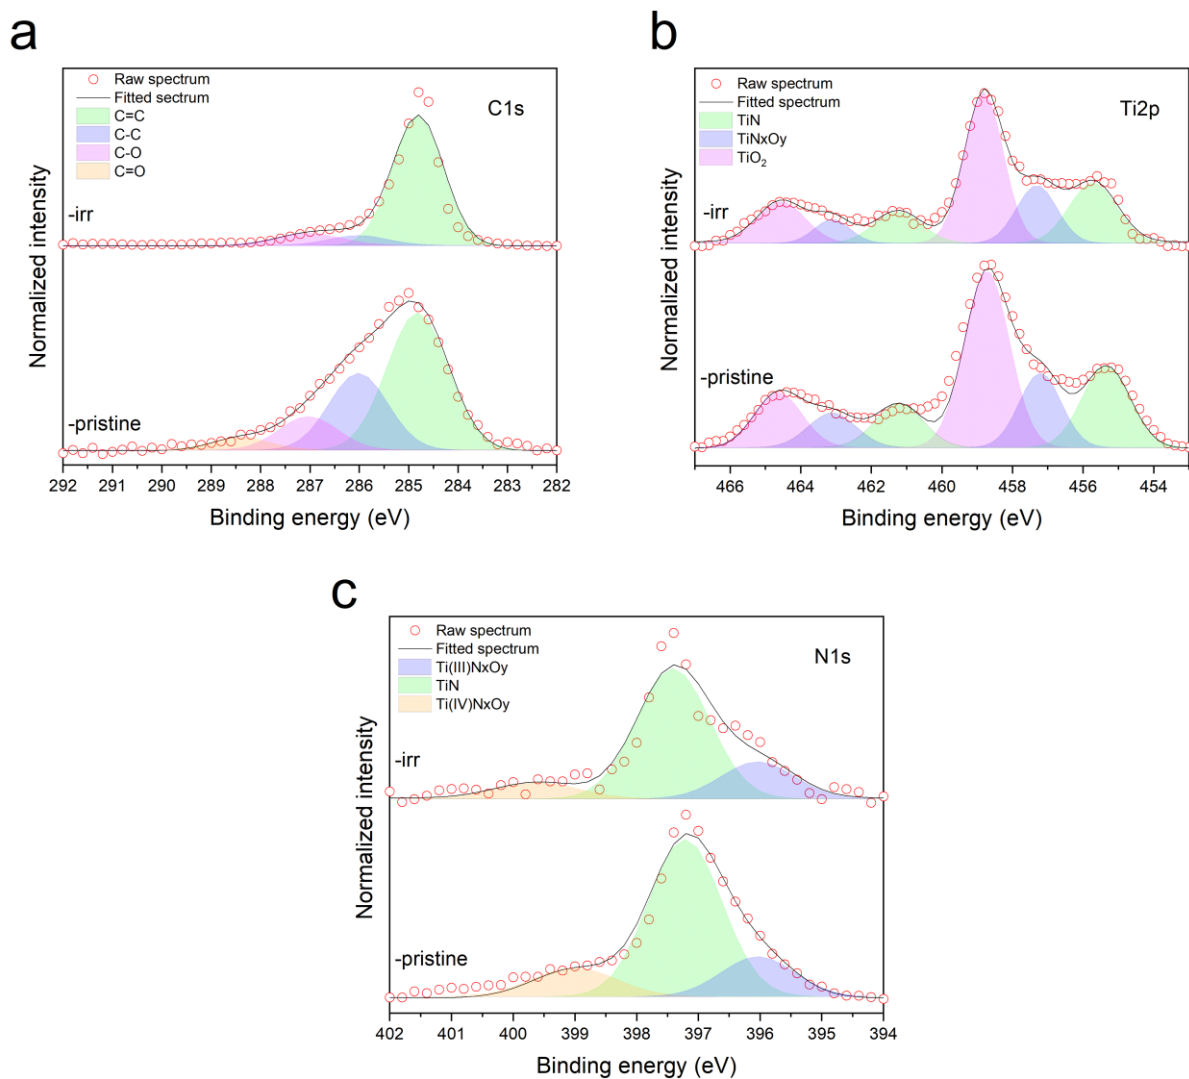 a
Raw spectrum
Fitted sectrum
C=C
C-C
C-O
C=O
C1s
-irr
-pristine
Normalized intensity
292 291 290 289 288 287 286 285 284 283 282
Binding energy (eV)
b
Raw spectrum
Fitted spectrum
TiN
TiNxOy
TiO₂
Ti2p
-irr
-pristine
Normalized intensity
466 464 462 460 458 456 454
Binding energy (eV)
c
Raw spectrum
Fitted spectrum
Ti(III)NxOy
TiN
Ti(IV)NxOy
N1s
-irr
-pristine
Normalized intensity
402 401 400 399 398 397 396 395 394
Binding energy (eV)